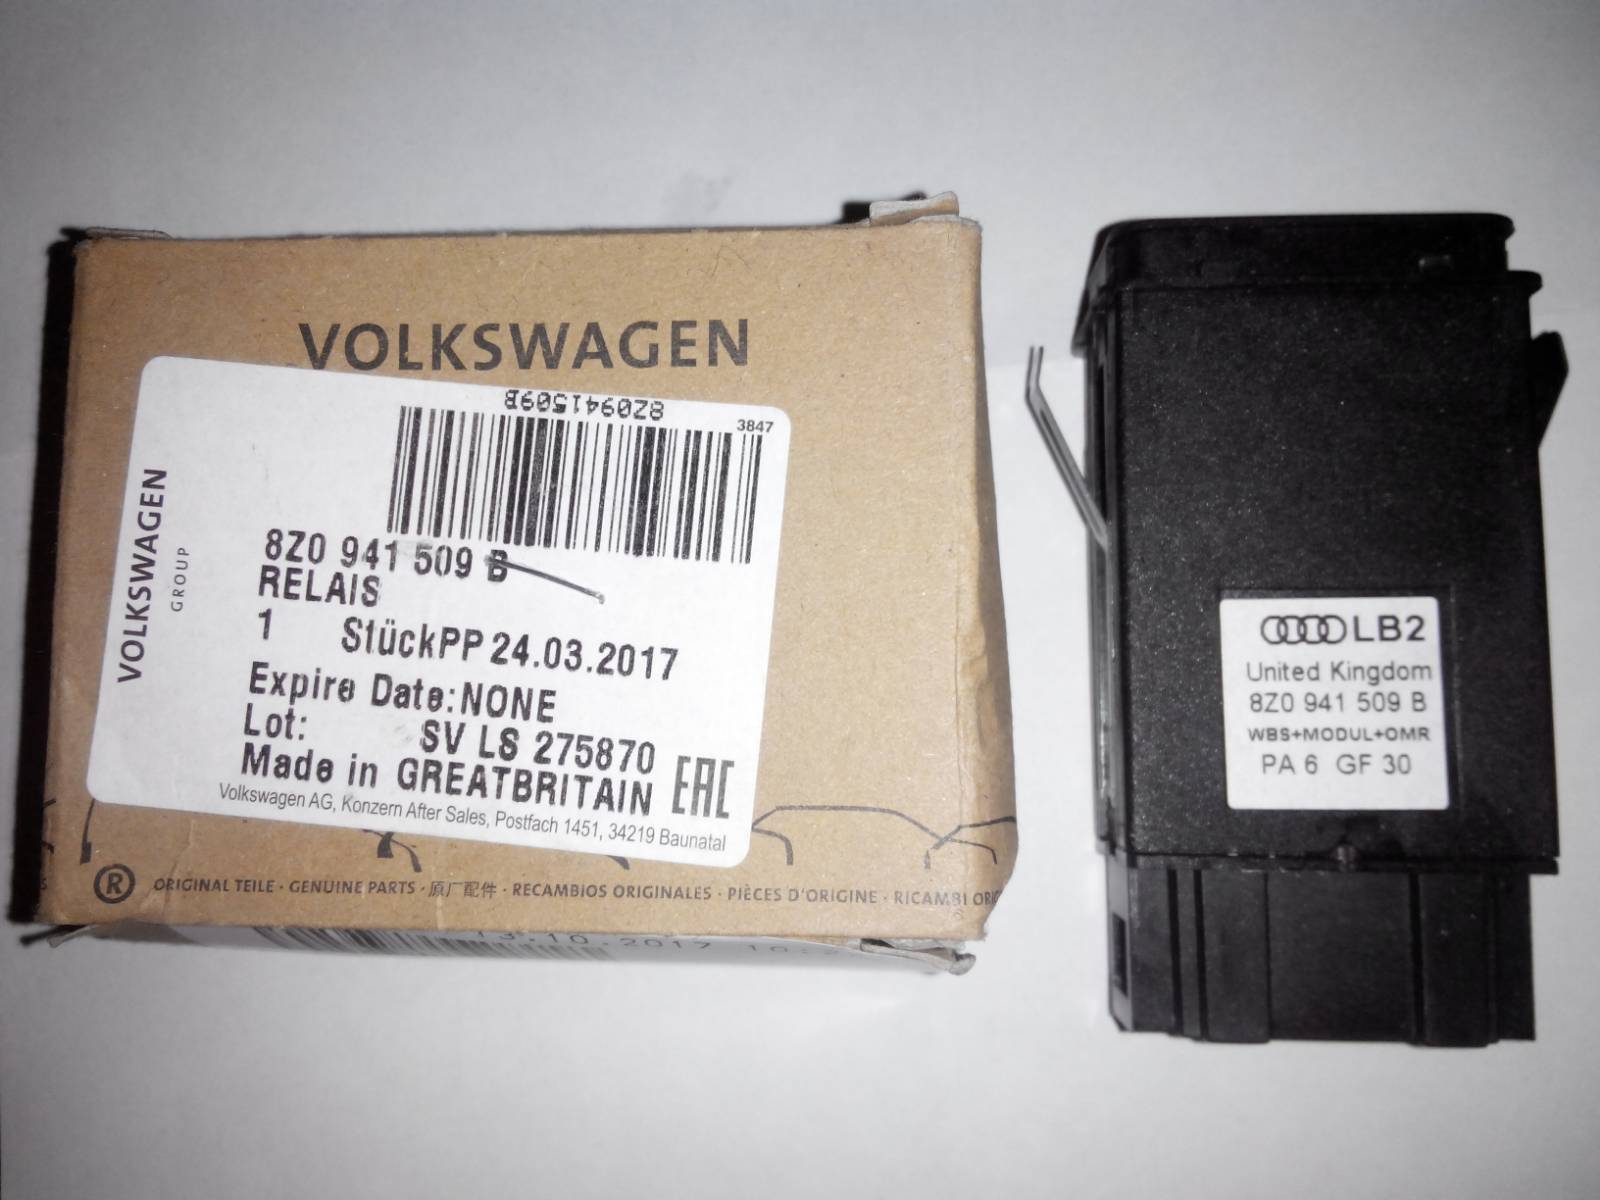 VOLKSWAGEN
8Z0941509B
3847
VOLKSWAGEN
GROUP
8Z0 941 509 B
RELAIS
1 StückPP 24.03.2017
Expire Date:NONE
Lot: SV LS 275870
Made in GREATBRITAIN
EAC
Volkswagen AG, Konzern After Sales, Postfach 1451, 34219 Baunatal
® ORIGINAL TEILE · GENUINE PARTS · 原厂配件 · RECAMBIOS ORIGINALES · PIÈCES D'ORIGINE · RICAMBI
13.10.2017
LB2
United Kingdom
8Z0 941 509 B
WBS+MODUL+OMR
PA 6 GF 30